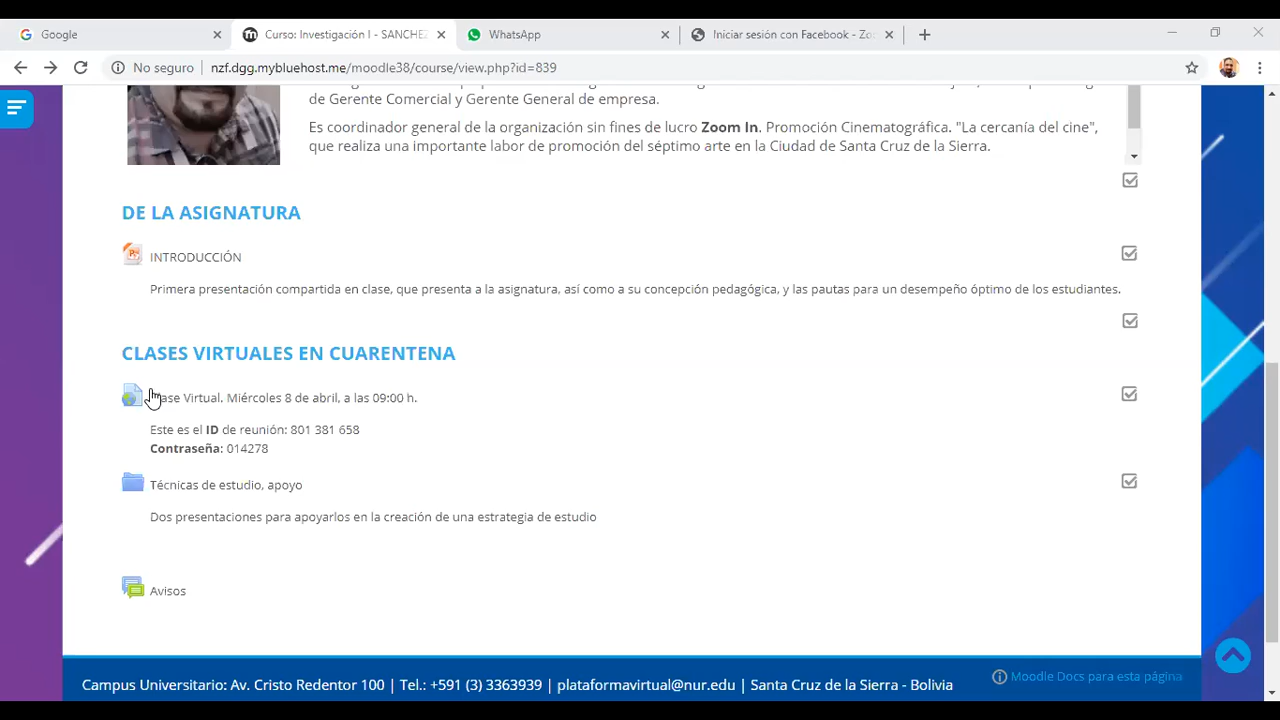 Google
Curso: Investigación I - SANCHEZ
WhatsApp
Iniciar sesión con Facebook - Zo
No seguro
nzf.dgg.mybluehost.me/moodle38/course/view.php?id=839
de Gerente Comercial y Gerente General de empresa.
Es coordinador general de la organización sin fines de lucro Zoom In. Promoción Cinematográfica. "La cercanía del cine",
que realiza una importante labor de promoción del séptimo arte en la Ciudad de Santa Cruz de la Sierra.
DE LA ASIGNATURA
INTRODUCCIÓN
Primera presentación compartida en clase, que presenta a la asignatura, así como a su concepción pedagógica, y las pautas para un desempeño óptimo de los estudiantes.
CLASES VIRTUALES EN CUARENTENA
Clase Virtual. Miércoles 8 de abril, a las 09:00 h.
Este es el ID de reunión: 801 381 658
Contraseña: 014278
Técnicas de estudio, apoyo
Dos presentaciones para apoyarlos en la creación de una estrategia de estudio
Avisos
Campus Universitario: Av. Cristo Redentor 100 | Tel.: +591 (3) 3363939 | plataformavirtual@nur.edu | Santa Cruz de la Sierra - Bolivia
Moodle Docs para esta página